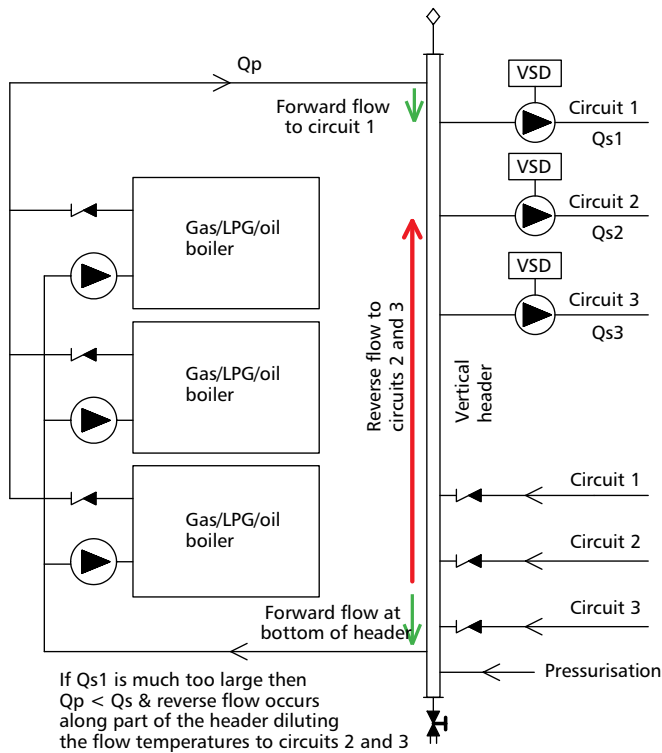 Qp
Forward flow
to circuit 1
VSD
Circuit 1
Qs1
VSD
Circuit 2
Qs2
VSD
Circuit 3
Qs3
Gas/LPG/oil
boiler
Gas/LPG/oil
boiler
Gas/LPG/oil
boiler
Reverse flow to
circuits 2 and 3
Vertical
header
Circuit 1
Circuit 2
Circuit 3
Forward flow at
bottom of header
Pressurisation
If Qs1 is much too large then
Qp < Qs & reverse flow occurs
along part of the header diluting
the flow temperatures to circuits 2 and 3